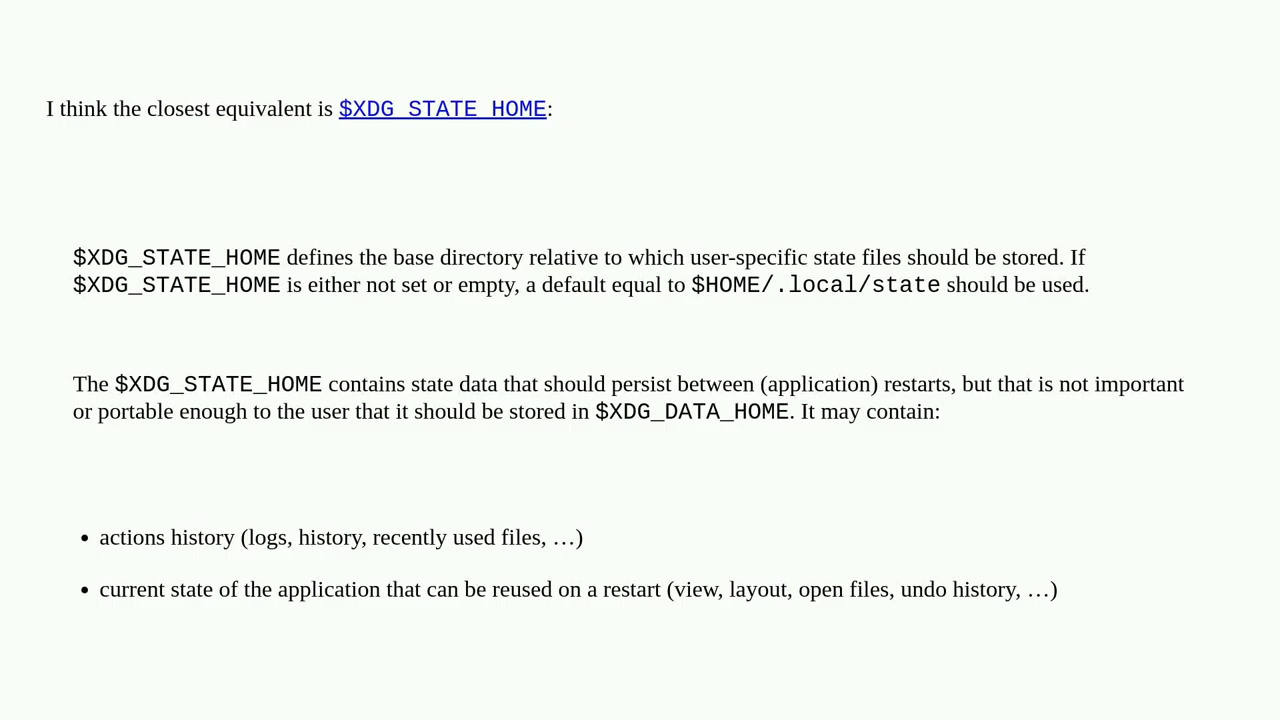 I think the closest equivalent is $XDG_STATE_HOME:
$XDG_STATE_HOME defines the base directory relative to which user-specific state files should be stored. If
$XDG_STATE_HOME is either not set or empty, a default equal to $HOME/.local/state should be used.
The $XDG_STATE_HOME contains state data that should persist between (application) restarts, but that is not important
or portable enough to the user that it should be stored in $XDG_DATA_HOME. It may contain:
• actions history (logs, history, recently used files, …)
• current state of the application that can be reused on a restart (view, layout, open files, undo history, …)